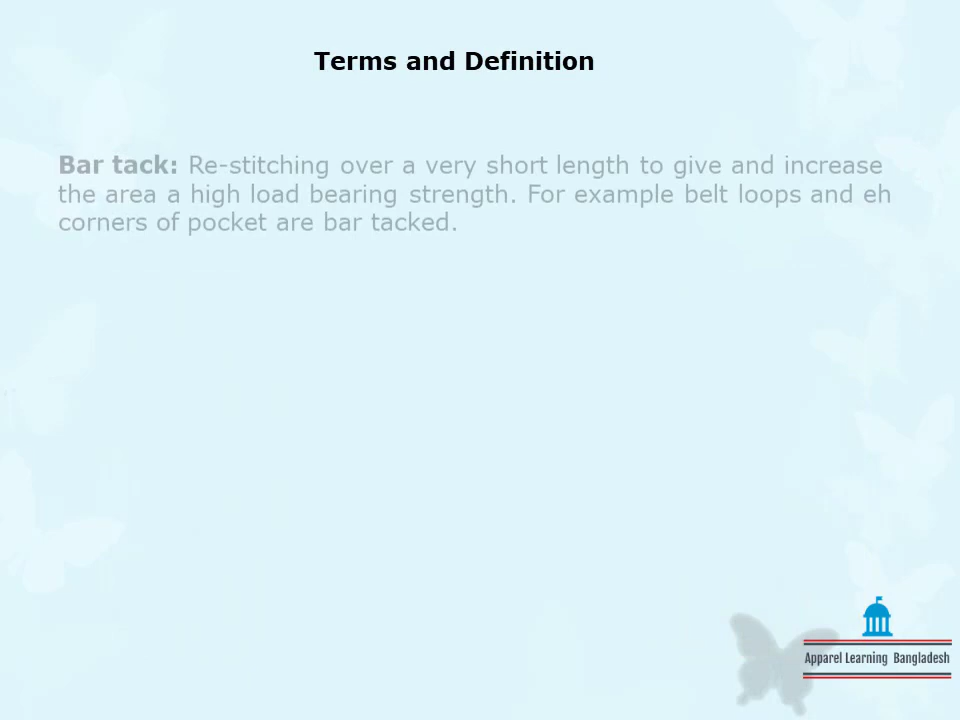 Terms and Definition
Bar tack: Re-stitching over a very short length to give and increase
the area a high load bearing strength. For example belt loops and eh
corners of pocket are bar tacked.
Apparel Learning Bangladesh